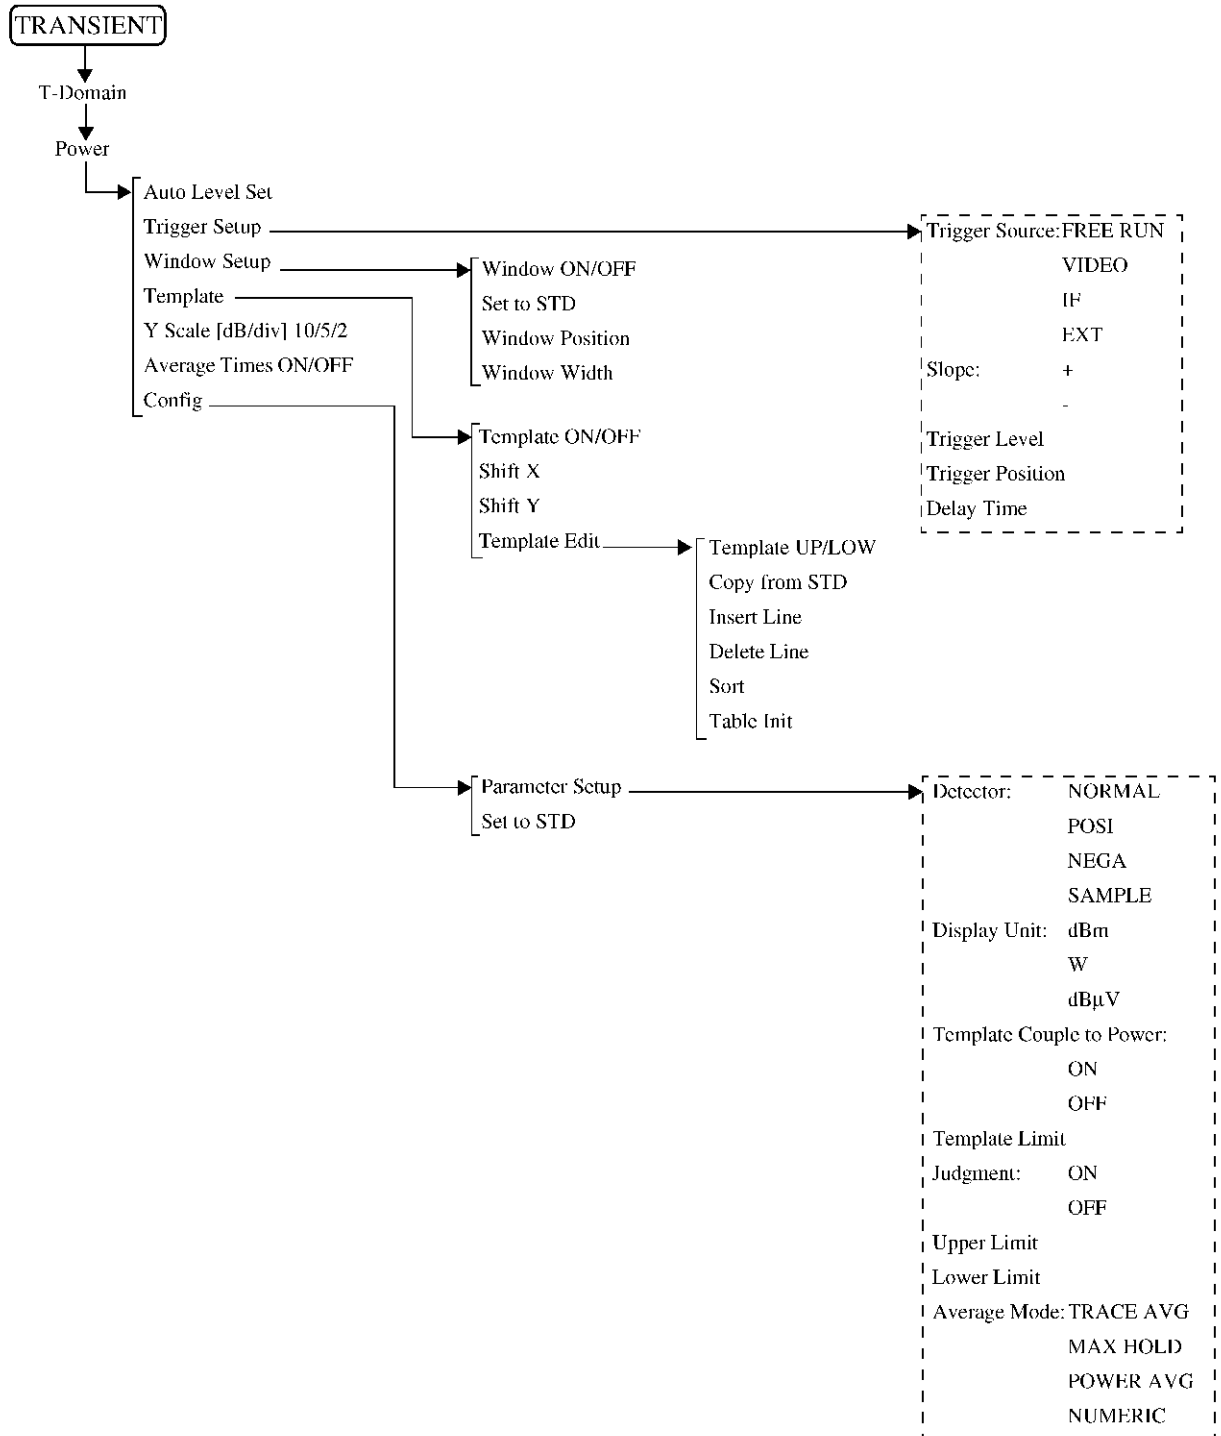 TRANSIENT
T-Domain
Power
Auto Level Set
Trigger Setup
Window Setup
Template
Y Scale [dB/div] 10/5/2
Average Times ON/OFF
Config
Window ON/OFF
Set to STD
Window Position
Window Width
Template ON/OFF
Shift X
Shift Y
Template Edit
Template UP/LOW
Copy from STD
Insert Line
Delete Line
Sort
Table Init
Trigger Source: FREE RUN
VIDEO
IF
EXT
Slope: +
-
Trigger Level
Trigger Position
Delay Time
Parameter Setup
Set to STD
Detector: NORMAL
POSI
NEGA
SAMPLE
Display Unit: dBm
W
dBμV
Template Couple to Power:
ON
OFF
Template Limit
Judgment: ON
OFF
Upper Limit
Lower Limit
Average Mode: TRACE AVG
MAX HOLD
POWER AVG
NUMERIC